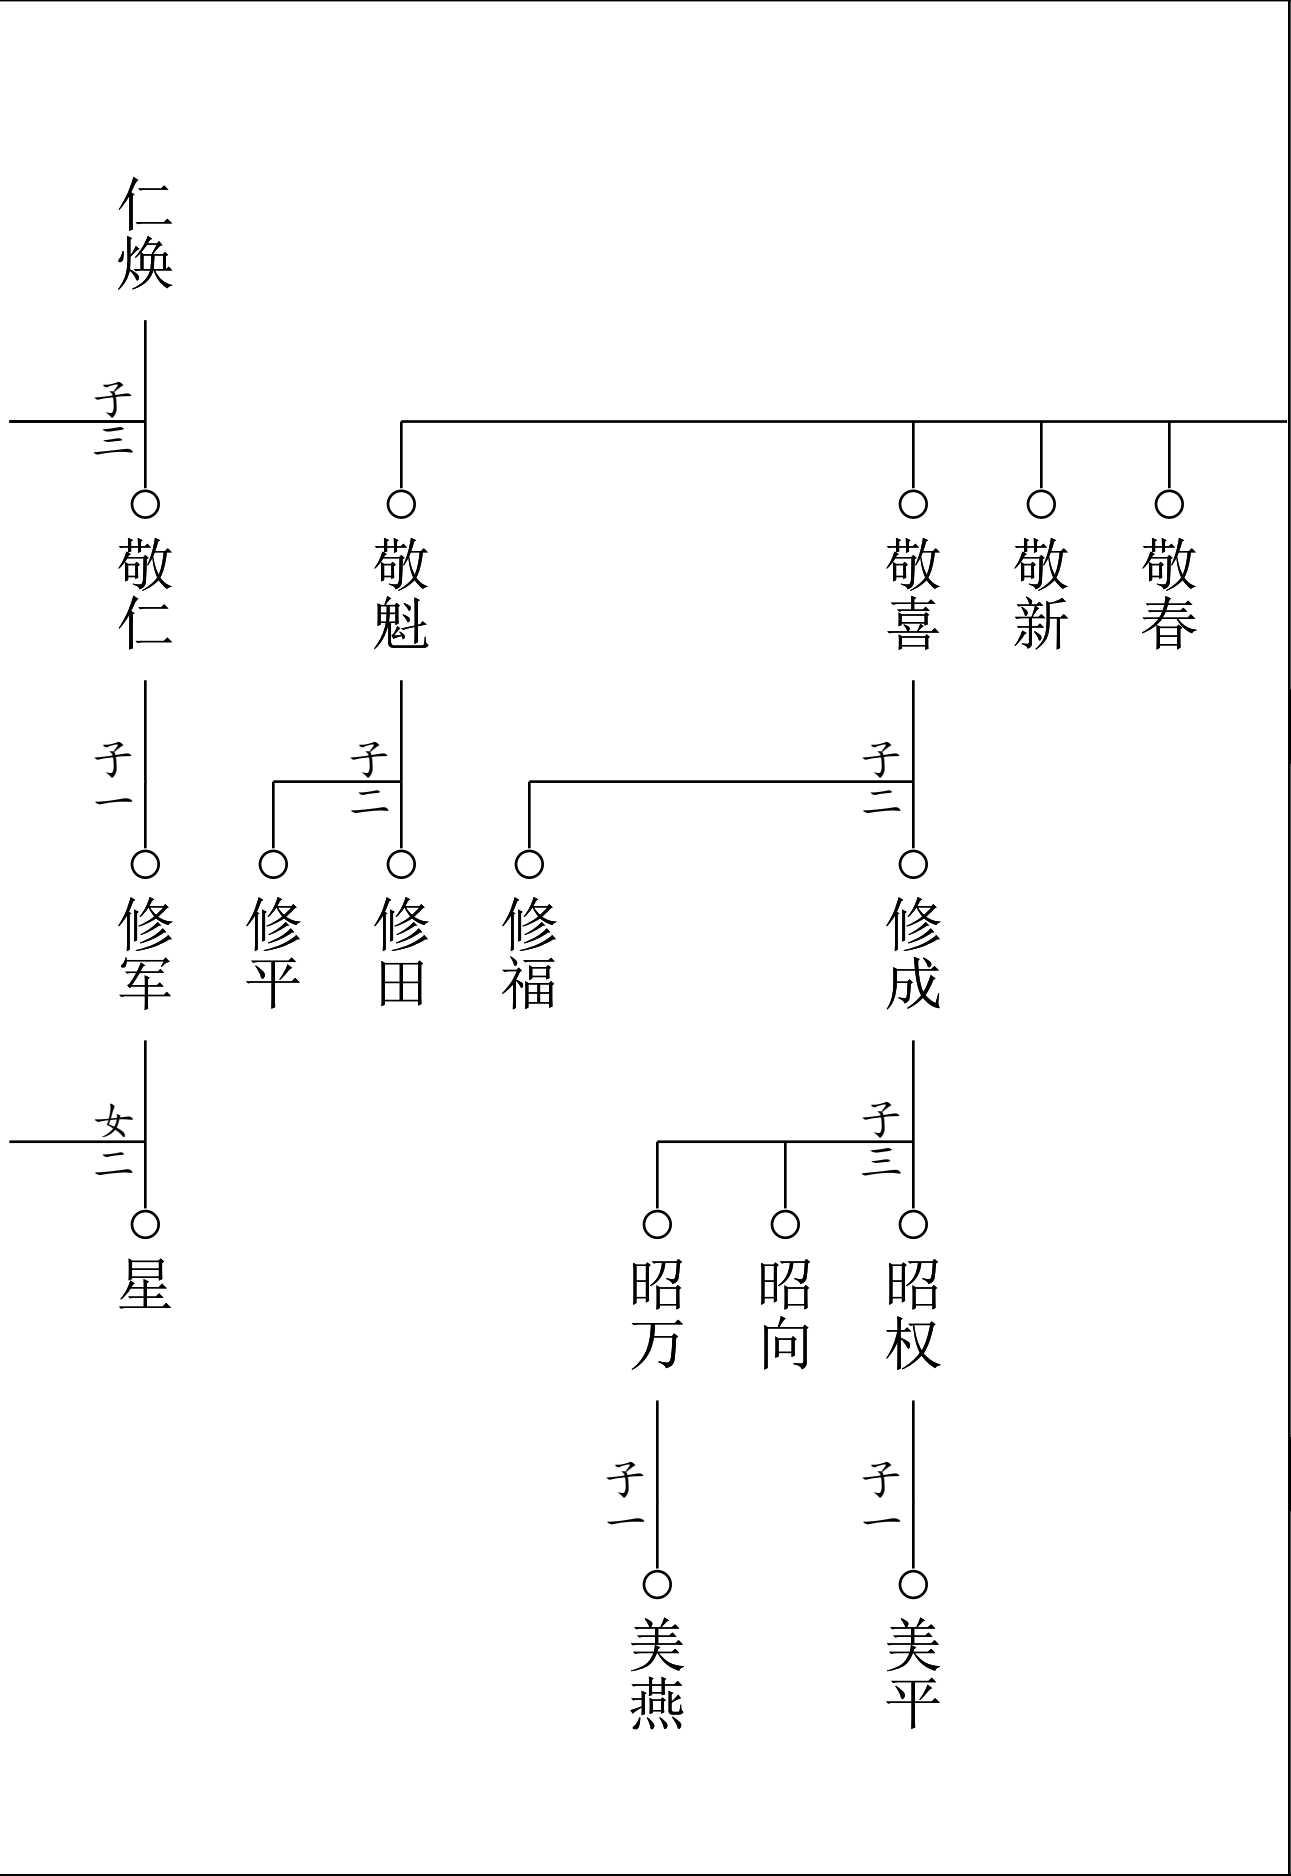 敬春
敬新
敬喜
敬魁
子二
子二
修成
修福
修田
修平
子三
昭权
昭向
昭万
子一
子一
美平
美燕
仁焕
子三
敬仁
子一
修军
女二
星